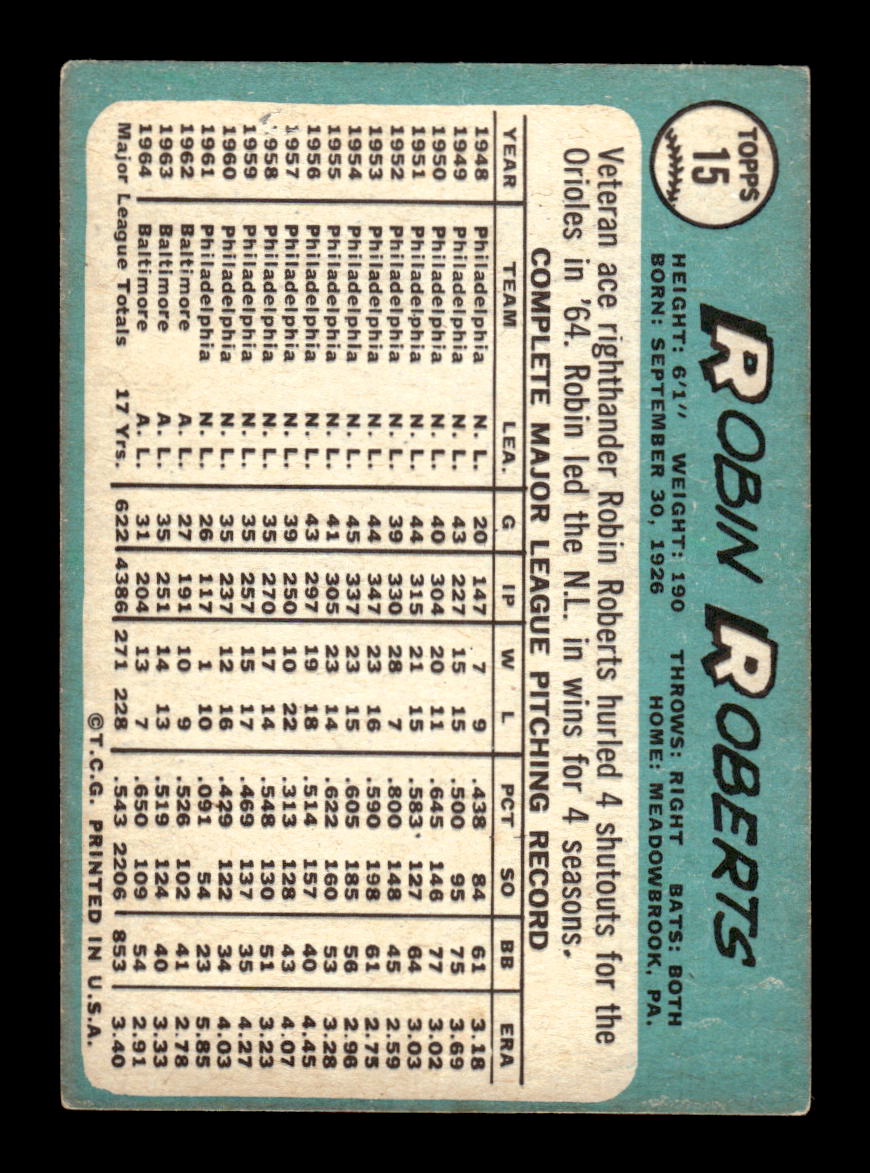 TOPPS
15
ROBIN ROBERTS
HEIGHT: 6'1" WEIGHT: 190 THROWS: RIGHT BATS: BOTH
BORN: SEPTEMBER 30, 1926 HOME: MEADOWBROOK, PA.
Veteran ace righthander Robin Roberts hurled 4 shutouts for the
Orioles in '64. Robin led the N.L. in wins for 4 seasons.
COMPLETE MAJOR LEAGUE PITCHING RECORD
YEAR TEAM LEA. G IP W L PCT SO BB ERA
1948 Philadelphia N. L. 20 147 7 9 .438 84 61 3.18
1949 Philadelphia N. L. 43 227 15 15 .500 95 75 3.69
1950 Philadelphia N. L. 40 304 20 11 .645 146 77 3.02
1951 Philadelphia N. L. 44 315 21 15 .583 127 64 3.03
1952 Philadelphia N. L. 39 330 28 7 .800 148 45 2.59
1953 Philadelphia N. L. 44 347 23 16 .590 198 61 2.75
1954 Philadelphia N. L. 45 337 23 15 .605 185 56 2.96
1955 Philadelphia N. L. 41 305 23 14 .622 160 53 3.28
1956 Philadelphia N. L. 43 297 19 18 .514 157 40 4.45
1957 Philadelphia N. L. 39 250 10 22 .313 128 43 4.07
1958 Philadelphia N. L. 35 270 17 14 .548 130 51 3.23
1959 Philadelphia N. L. 35 257 15 17 .469 137 35 4.27
1960 Philadelphia N. L. 35 237 12 16 .429 122 34 4.03
1961 Philadelphia N. L. 26 117 1 10 .091 54 23 5.85
1962 Baltimore A. L. 27 191 10 9 .526 102 41 2.78
1963 Baltimore A. L. 35 251 14 13 .519 124 40 3.33
1964 Baltimore A. L. 31 204 13 7 .650 109 54 2.91
Major League Totals 17 Yrs. 622 4386 271 228 .543 2206 853 3.40
©T.C.G. PRINTED IN U.S.A.